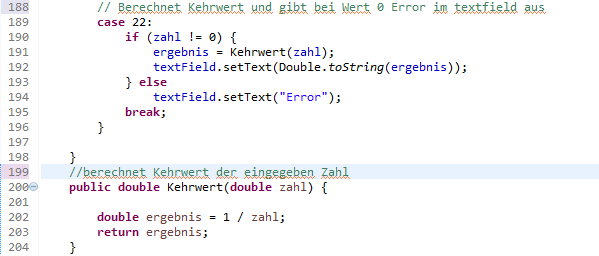 188 // Berechnet Kehrwert und gibt bei Wert 0 Error im textfield aus
189 case 22:
190 if (zahl != 0) {
191 ergebnis = Kehrwert(zahl);
192 textField.setText(Double.toString(ergebnis));
193 } else
194 textField.setText("Error");
195 break;
196 }
197
198 }
199 //berechnet Kehrwert der eingegeben Zahl
200 public double Kehrwert(double zahl) {
201
202 double ergebnis = 1 / zahl;
203 return ergebnis;
204 }